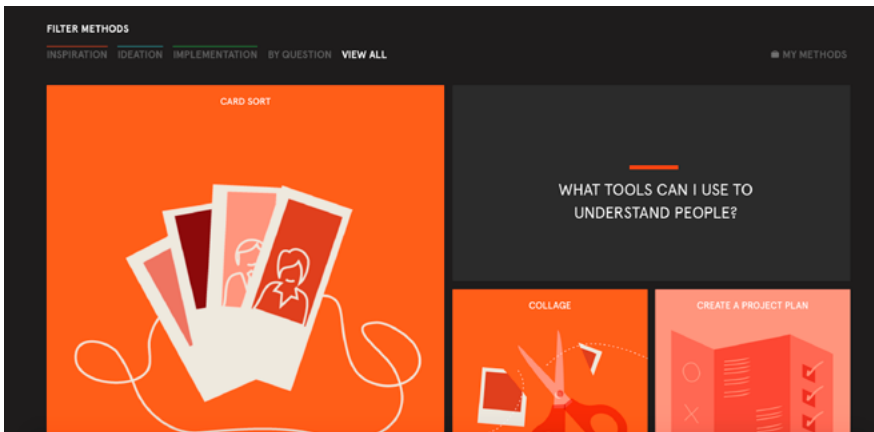 FILTER METHODS
INSPIRATION IDEATION IMPLEMENTATION BY QUESTION VIEW ALL
MY METHODS
CARD SORT
WHAT TOOLS CAN I USE TO
UNDERSTAND PEOPLE?
COLLAGE
CREATE A PROJECT PLAN